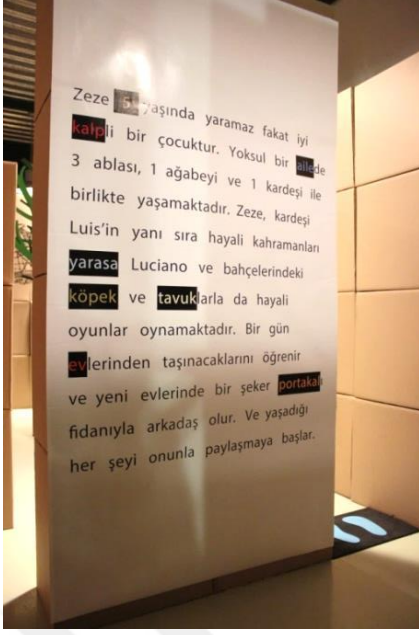 Zeze 5 yaşında yaramaz fakat iyi
kalpli bir çocuktur. Yoksul bir ailede
3 ablası, 1 ağabeyi ve 1 kardeşi ile
birlikte yaşamaktadır. Zeze, kardeşi
Luis'in yanı sıra hayali kahramanları
yarasa Luciano ve bahçelerindeki
köpek ve tavuklarla da hayali
oyunlar oynamaktadır. Bir gün
evlerinden taşınacaklarını öğrenir
ve yeni evlerinde bir şeker portakalı
fidanıyla arkadaş olur. Ve yaşadığı
her şeyi onunla paylaşmaya başlar.